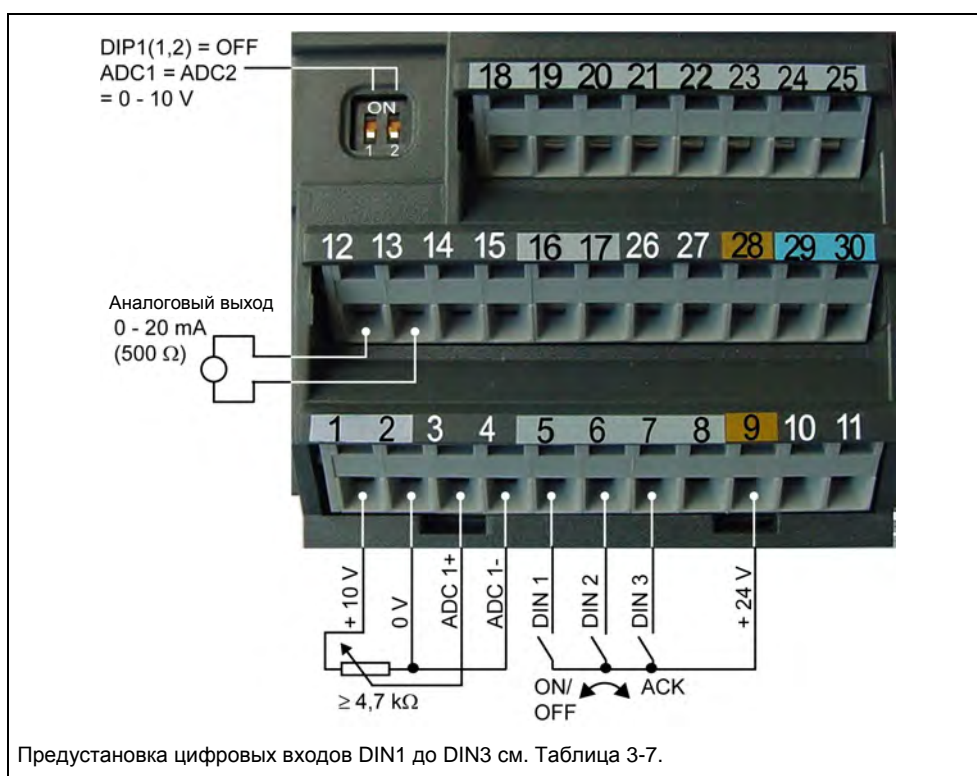 DIP1(1,2) = OFF
ADC1 = ADC2
= 0 - 10 V
ON
1 2
18 19 20 21 22 23 24 25
12 13 14 15 16 17 26 27 28 29 30
Аналоговый выход
0 - 20 mA
(500 Ω)
1 2 3 4 5 6 7 8 9 10 11
+ 10 V
0 V
ADC 1+
ADC 1-
DIN 1
DIN 2
DIN 3
+ 24 V
≥ 4,7 kΩ
ON/
OFF
ACK
Предустановка цифровых входов DIN1 до DIN3 см. Таблица 3-7.